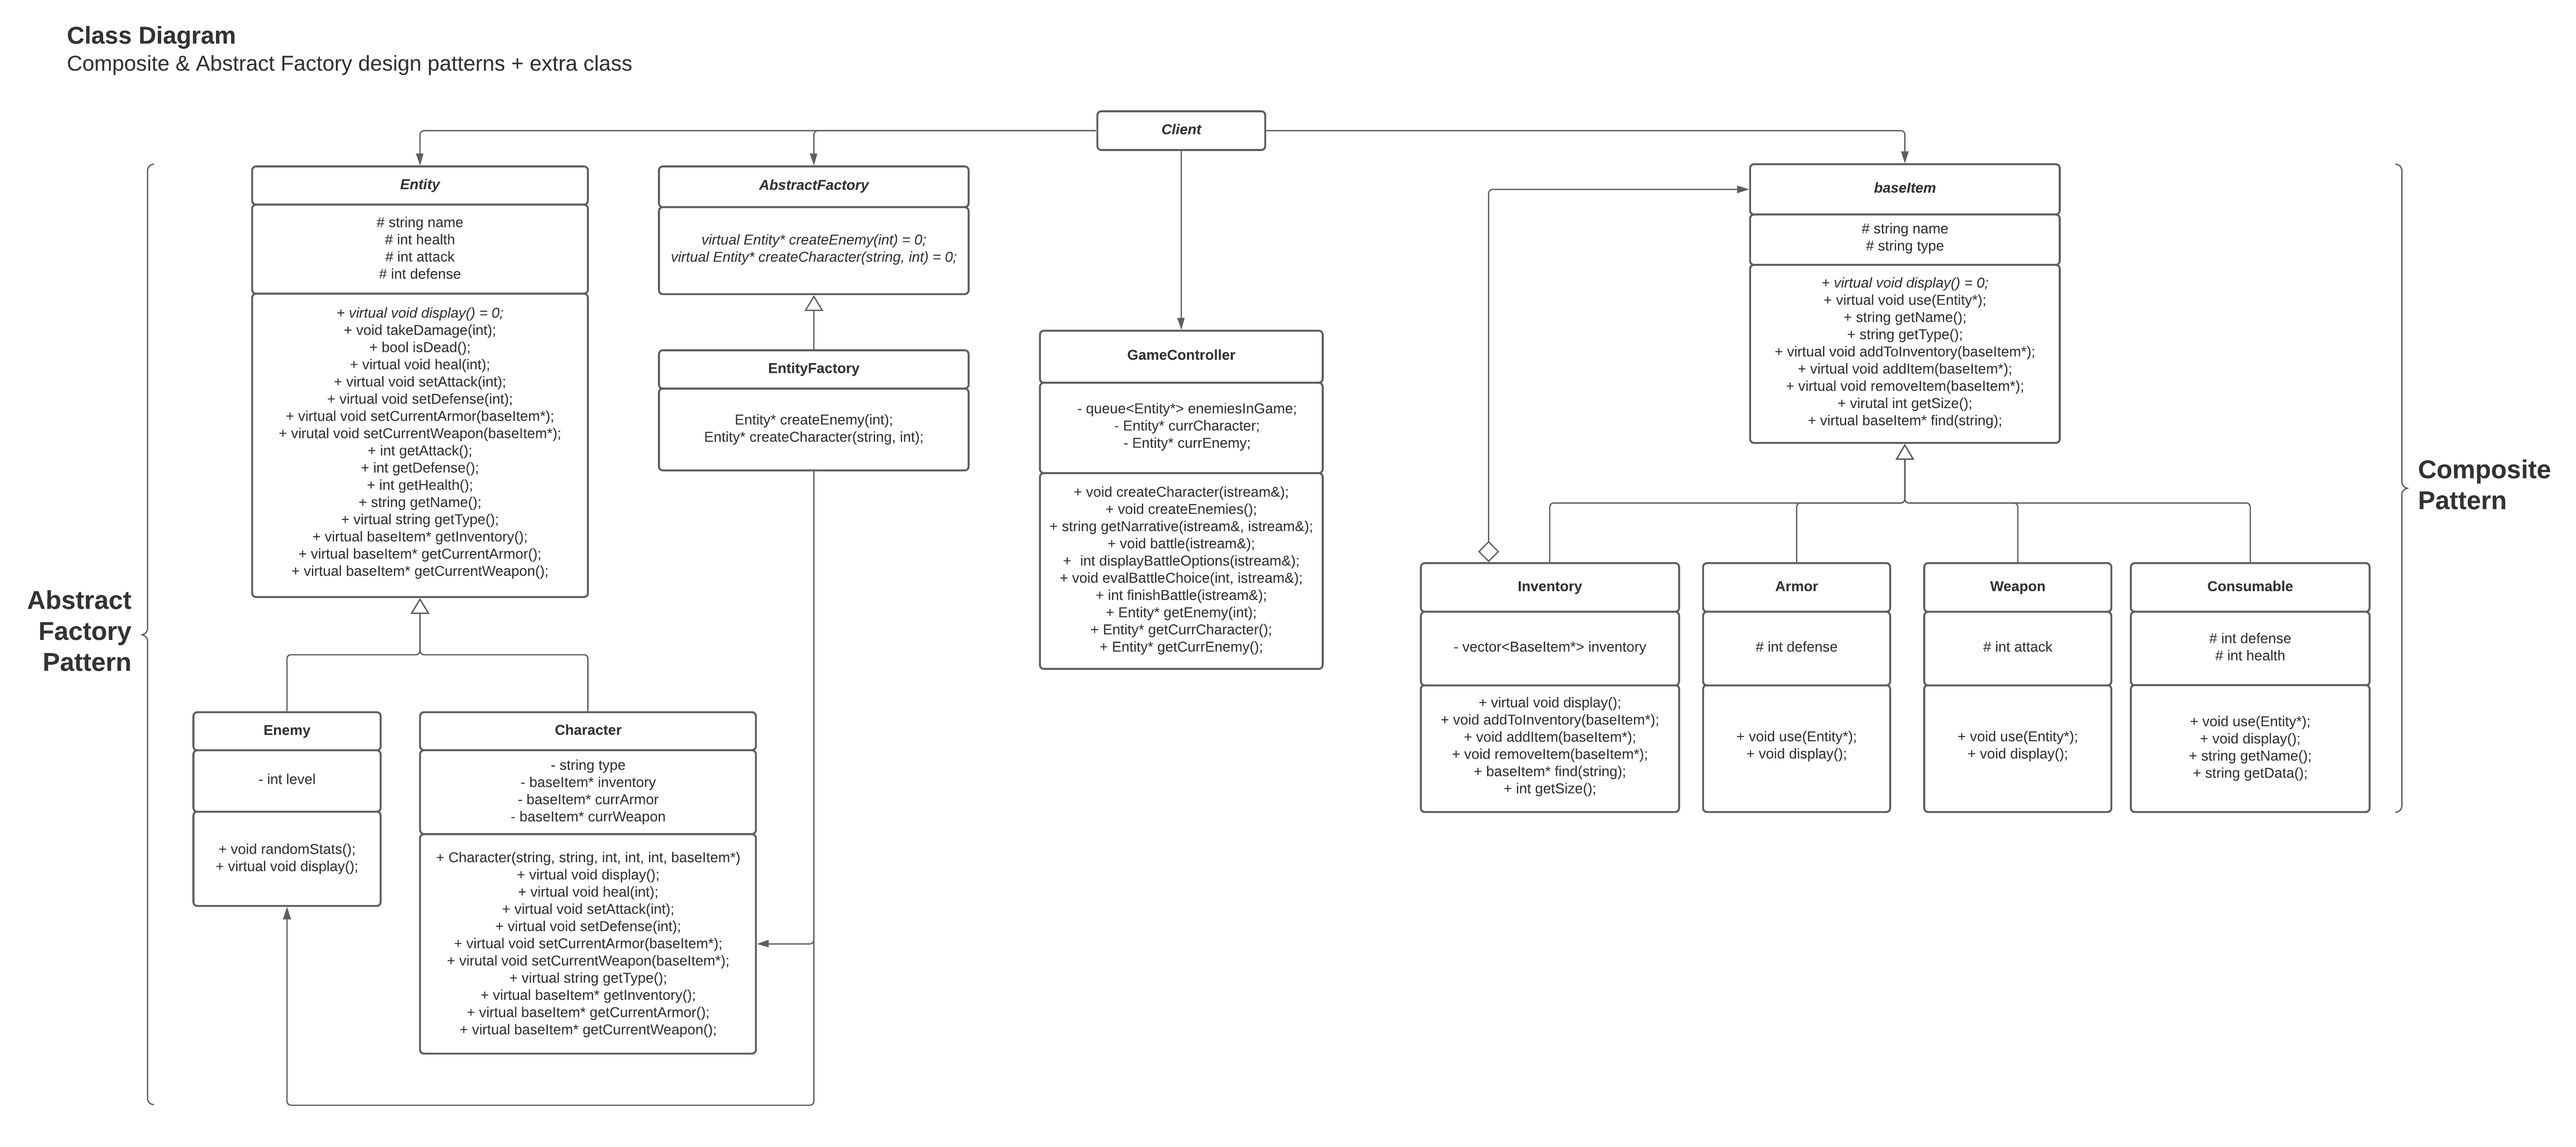 Class Diagram
Composite & Abstract Factory design patterns + extra class
Client
Abstract
Factory
Pattern
Entity
# string name
# int health
# int attack
# int defense
+ virtual void display() = 0;
+ void takeDamage(int);
+ bool isDead();
+ virtual void heal(int);
+ virtual void setAttack(int);
+ virtual void setDefense(int);
+ virtual void setCurrentArmor(baseItem*);
+ virutal void setCurrentWeapon(baseItem*);
+ int getAttack();
+ int getDefense();
+ int getHealth();
+ string getName();
+ virtual string getType();
+ virtual baseItem* getInventory();
+ virtual baseItem* getCurrentArmor();
+ virtual baseItem* getCurrentWeapon();
AbstractFactory
virtual Entity* createEnemy(int) = 0;
virtual Entity* createCharacter(string, int) = 0;
EntityFactory
Entity* createEnemy(int);
Entity* createCharacter(string, int);
Enemy
- int level
+ void randomStats();
+ virtual void display();
Character
- string type
- baseItem* inventory
- baseItem* currArmor
- baseItem* currWeapon
+ Character(string, string, int, int, int, baseItem*)
+ virtual void display();
+ virtual void heal(int);
+ virtual void setAttack(int);
+ virtual void setDefense(int);
+ virtual void setCurrentArmor(baseItem*);
+ virutal void setCurrentWeapon(baseItem*);
+ virtual string getType();
+ virtual baseItem* getInventory();
+ virtual baseItem* getCurrentArmor();
+ virtual baseItem* getCurrentWeapon();
GameController
- queue<Entity*> enemiesInGame;
- Entity* currCharacter;
- Entity* currEnemy;
+ void createCharacter(istream&);
+ void createEnemies();
+ string getNarrative(istream&, istream&);
+ void battle(istream&);
+ int displayBattleOptions(istream&);
+ void evalBattleChoice(int, istream&);
+ int finishBattle(istream&);
+ Entity* getEnemy(int);
+ Entity* getCurrCharacter();
+ Entity* getCurrEnemy();
baseItem
# string name
# string type
+ virtual void display() = 0;
+ virtual void use(Entity*);
+ string getName();
+ string getType();
+ virtual void addToInventory(baseItem*);
+ virtual void addItem(baseItem*);
+ virtual void removeItem(baseItem*);
+ virutal int getSize();
+ virtual baseItem* find(string);
Inventory
- vector<BaseItem*> inventory
+ virtual void display();
+ void addToInventory(baseItem*);
+ void addItem(baseItem*);
+ void removeItem(baseItem*);
+ baseItem* find(string);
+ int getSize();
Armor
# int defense
+ void use(Entity*);
+ void display();
Weapon
# int attack
+ void use(Entity*);
+ void display();
Consumable
# int defense
# int health
+ void use(Entity*);
+ void display();
+ string getName();
+ string getData();
Composite
Pattern